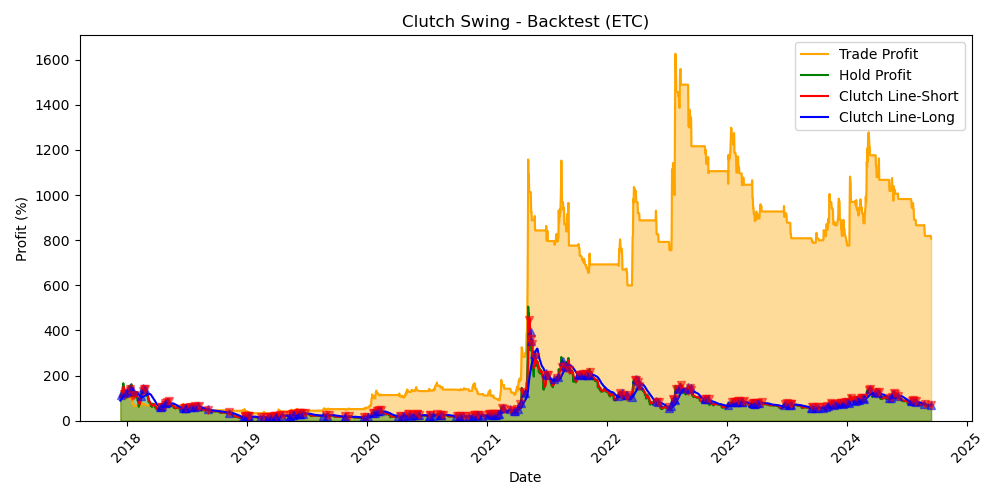 Clutch Swing - Backtest (ETC)
Trade Profit
Hold Profit
Clutch Line-Short
Clutch Line-Long
Profit (%)
1600
1400
1200
1000
800
600
400
200
0
2018
2019
2020
2021
2022
2023
2024
2025
Date